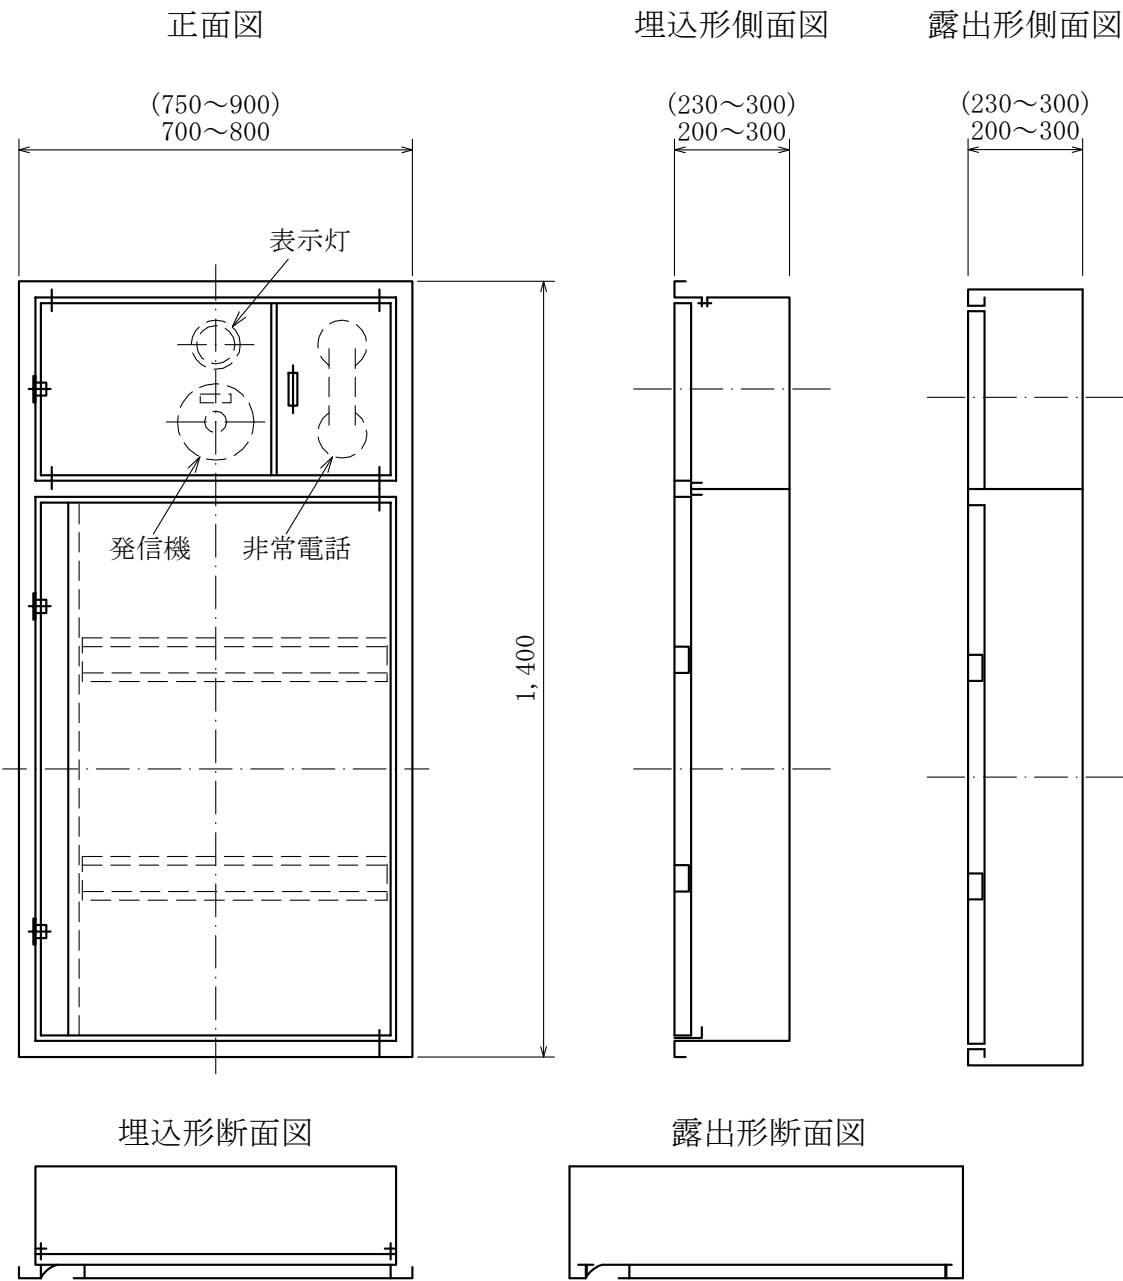 正面図
埋込形側面図
露出形側面図
(750～900)
700～800
(230～300)
200～300
(230～300)
200～300
表示灯
発信機
非常電話
1,400
埋込形断面図
露出形断面図